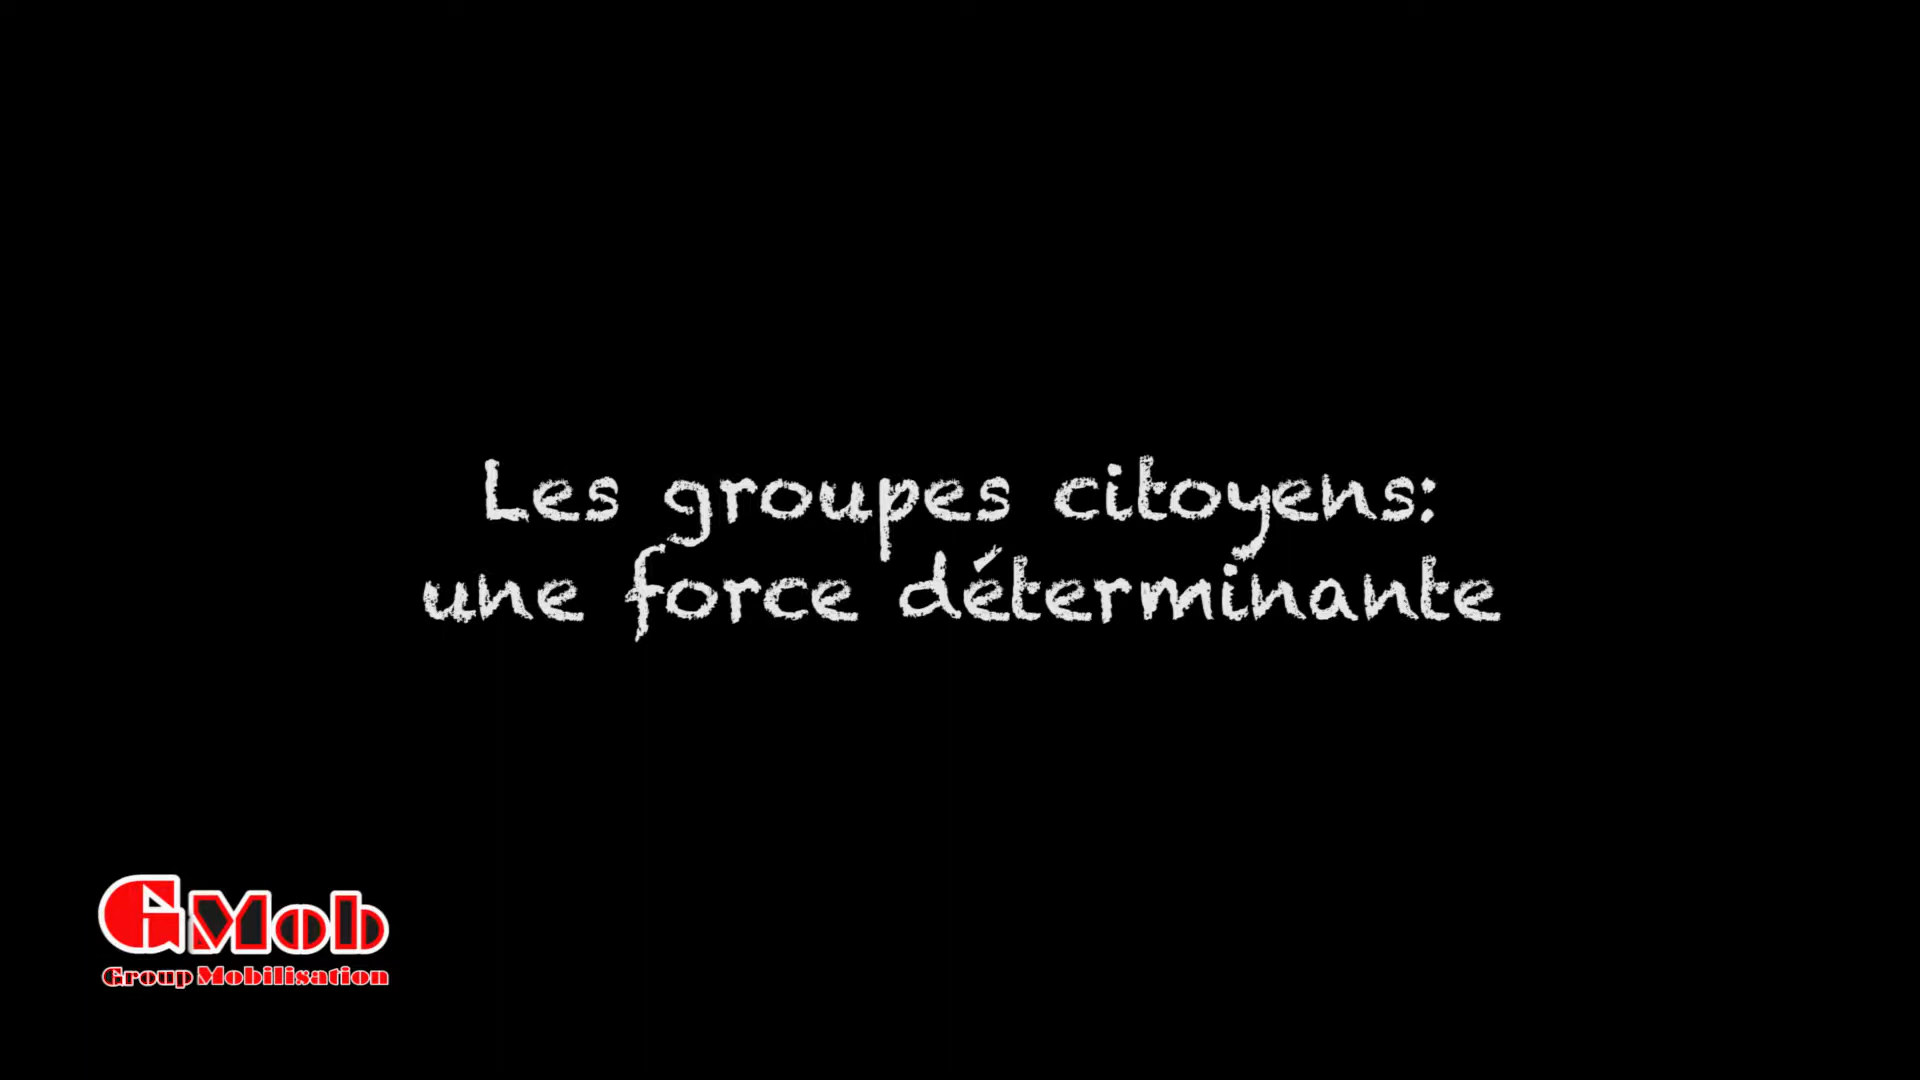 Les groupes citoyens:
une force déterminante
GMob
Group Mobilisation